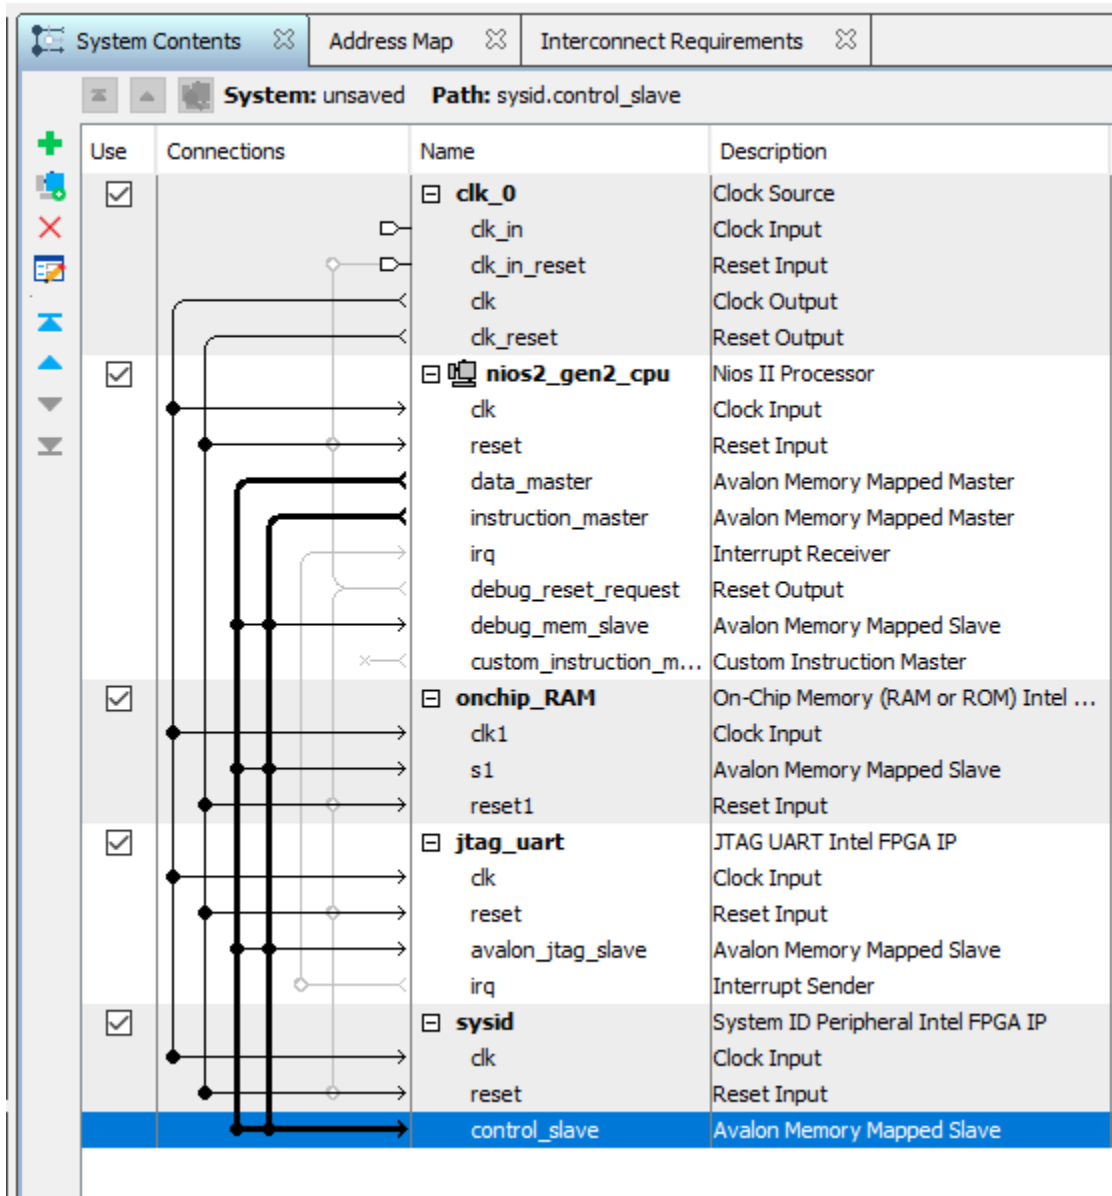 System Contents Address Map Interconnect Requirements
System: unsaved Path: sysid.control_slave
Use Connections Name Description
clk_0 Clock Source
clk_in Clock Input
clk_in_reset Reset Input
clk Clock Output
clk_reset Reset Output
nios2_gen2_cpu Nios II Processor
clk Clock Input
reset Reset Input
data_master Avalon Memory Mapped Master
instruction_master Avalon Memory Mapped Master
irq Interrupt Receiver
debug_reset_request Reset Output
debug_mem_slave Avalon Memory Mapped Slave
custom_instruction_m... Custom Instruction Master
onchip_RAM On-Chip Memory (RAM or ROM) Intel ...
clk1 Clock Input
s1 Avalon Memory Mapped Slave
reset1 Reset Input
jtag_uart JTAG UART Intel FPGA IP
clk Clock Input
reset Reset Input
avalon_jtag_slave Avalon Memory Mapped Slave
irq Interrupt Sender
sysid System ID Peripheral Intel FPGA IP
clk Clock Input
reset Reset Input
control_slave Avalon Memory Mapped Slave